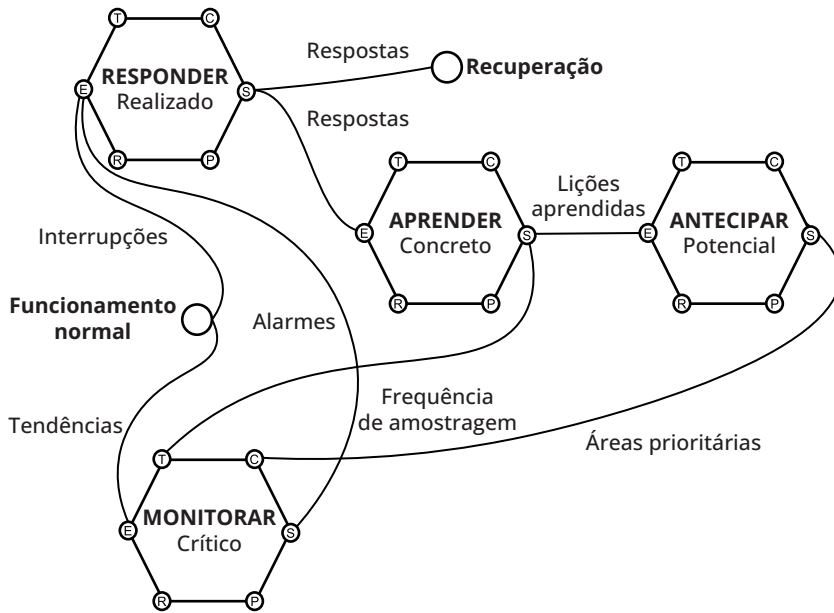 T
C
RESPONDER
Realizado
E
S
R
P
Respostas
Recuperação
Respostas
T
C
APRENDER
Concreto
E
S
R
P
Lições
aprendidas
T
C
ANTECIPAR
Potencial
E
S
R
P
Interrupções
Funcionamento
normal
Alarmes
Tendências
Frequência
de amostragem
Áreas prioritárias
T
C
MONITORAR
Crítico
E
S
R
P